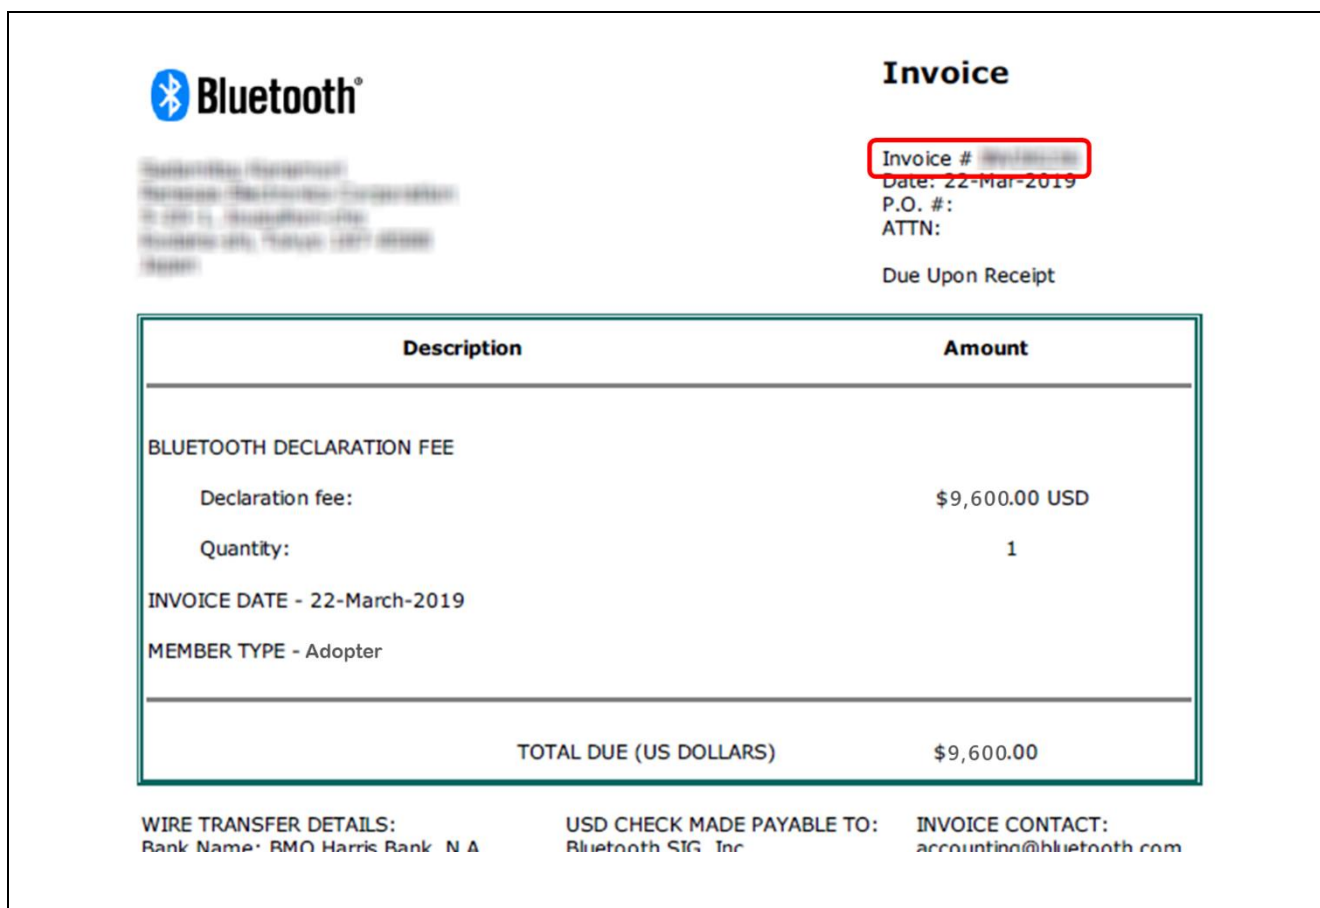 Bluetooth®
Invoice
Invoice #
Date: 22-Mar-2019
P.O. #:
ATTN:
Due Upon Receipt
Description Amount
BLUETOOTH DECLARATION FEE
Declaration fee: $9,600.00 USD
Quantity: 1
INVOICE DATE - 22-March-2019
MEMBER TYPE - Adopter
TOTAL DUE (US DOLLARS) $9,600.00
WIRE TRANSFER DETAILS: USD CHECK MADE PAYABLE TO: INVOICE CONTACT:
Bank Name: BMO Harris Bank, N.A. Bluetooth SIG, Inc. accounting@bluetooth.com